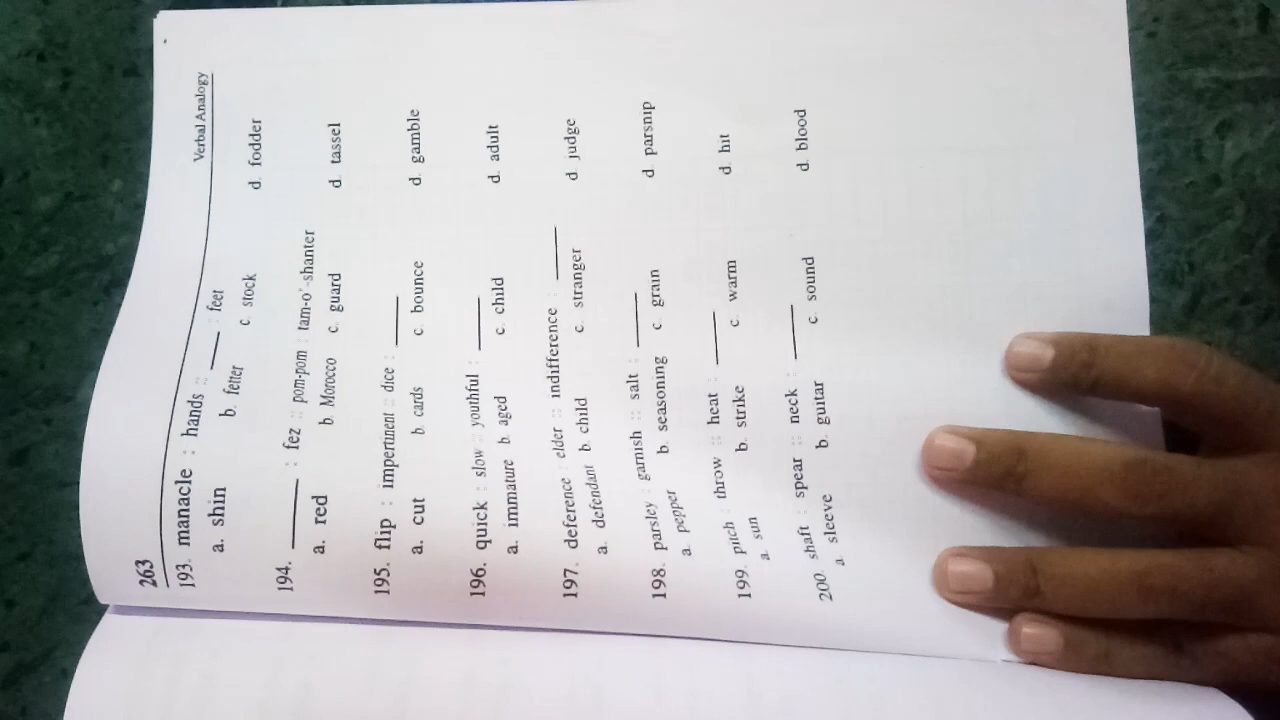 263 Verbal Analogy
193. manacle : hands :: ____ : feet
a. shin b. fetter c. stock d. fodder
194. ____ : fez :: pom-pom : tam-o'-shanter
a. red b. Morocco c. guard d. tassel
195. flip : impertinent :: dice : ____
a. cut b. cards c. bounce d. gamble
196. quick : slow :: youthful : ____
a. immature b. aged c. child d. adult
197. deference : elder :: indifference : ____
a. defendant b. child c. stranger d. judge
198. parsley : garnish :: salt : ____
a. pepper b. seasoning c. grain d. parsnip
199. pitch : throw :: heat : ____
a. sun b. strike c. warm d. hit
200. shaft : spear :: neck : ____
a. sleeve b. guitar c. sound d. blood